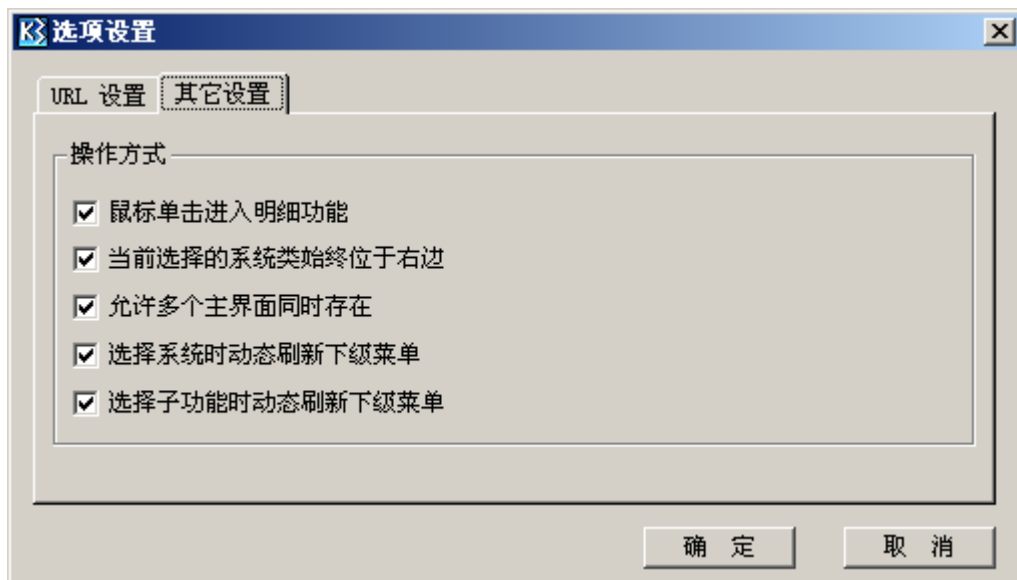 K3 选项设置
URL 设置 其它设置
操作方式
鼠标单击进入明细功能
当前选择的系统类始终位于右边
允许多个主界面同时存在
选择系统时动态刷新下级菜单
选择子功能时动态刷新下级菜单
确 定 取 消